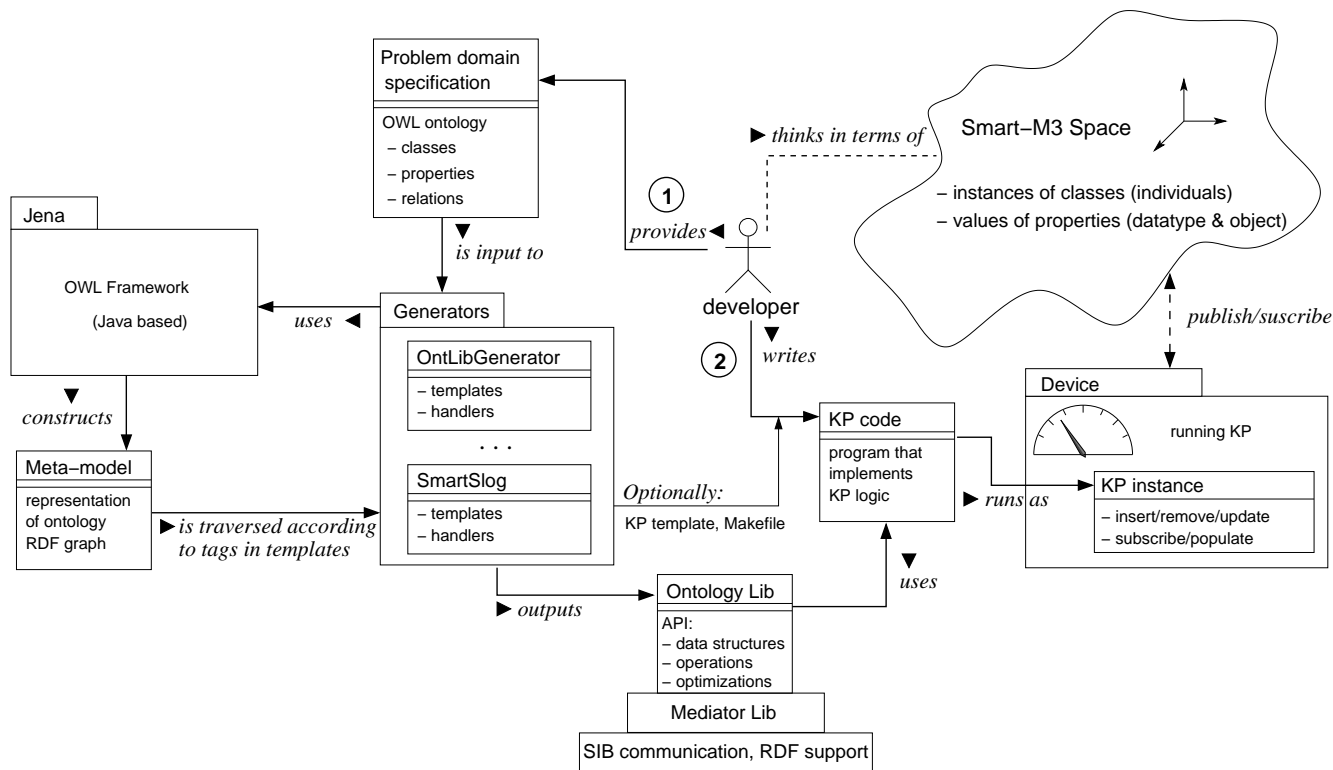 Problem domain
specification
OWL ontology
– classes
– properties
– relations
▶ thinks in terms of
Smart–M3 Space
– instances of classes (individuals)
– values of properties (datatype & object)
1
provides ◀
developer
▼ is input to
Jena
OWL Framework
(Java based)
uses ◀
Generators
OntLibGenerator
– templates
– handlers
. . .
SmartSlog
– templates
– handlers
▼
constructs
Meta–model
representation
of ontology
RDF graph
▶ is traversed according
to tags in templates
2
▼
writes
publish/suscribe
Device
running KP
KP instance
– insert/remove/update
– subscribe/populate
KP code
program that
implements
KP logic
▶ runs as
Optionally:
KP template, Makefile
▼
uses
▶ outputs
Ontology Lib
API:
– data structures
– operations
– optimizations
Mediator Lib
SIB communication, RDF support